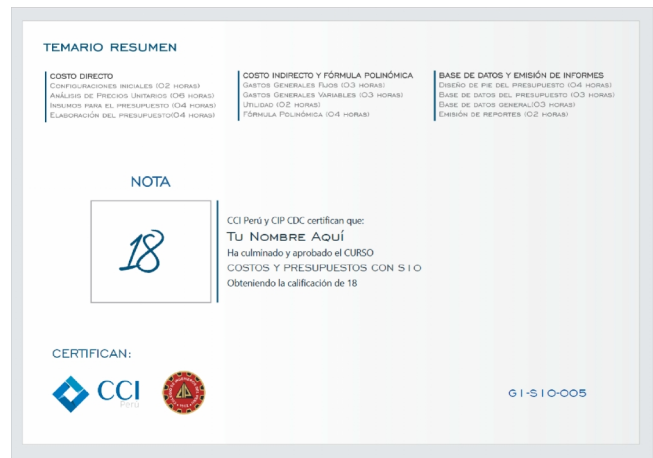 TEMARIO RESUMEN
COSTO DIRECTO
CONFIGURACIONES INICIALES (02 HORAS)
ANÁLISIS DE PRECIOS UNITARIOS (06 HORAS)
INSUMOS PARA EL PRESUPUESTO (04 HORAS)
ELABORACIÓN DEL PRESUPUESTO(04 HORAS)
COSTO INDIRECTO Y FÓRMULA POLINÓMICA
GASTOS GENERALES FIJOS (03 HORAS)
GASTOS GENERALES VARIABLES (03 HORAS)
UTILIDAD (02 HORAS)
FÓRMULA POLINÓMICA (04 HORAS)
BASE DE DATOS Y EMISIÓN DE INFORMES
DISEÑO DE PIE DEL PRESUPUESTO (04 HORAS)
BASE DE DATOS DEL PRESUPUESTO (03 HORAS)
BASE DE DATOS GENERAL(03 HORAS)
EMISIÓN DE REPORTES (02 HORAS)
NOTA
18
CCI Perú y CIP CDC certifican que:
TU NOMBRE AQUÍ
Ha culminado y aprobado el CURSO
COSTOS Y PRESUPUESTOS CON S10
Obteniendo la calificación de 18
CERTIFICAN:
CCI
Perú
G1-S10-005